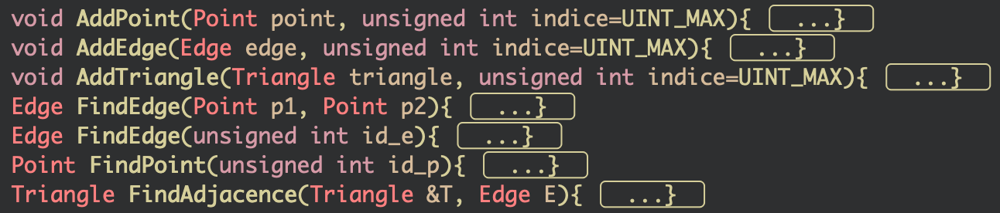 void AddPoint(Point point, unsigned int indice=UINT_MAX){ ...}
void AddEdge(Edge edge, unsigned int indice=UINT_MAX){ ...}
void AddTriangle(Triangle triangle, unsigned int indice=UINT_MAX){ ...}
Edge FindEdge(Point p1, Point p2){ ...}
Edge FindEdge(unsigned int id_e){ ...}
Point FindPoint(unsigned int id_p){ ...}
Triangle FindAdjacence(Triangle &T, Edge E){ ...}